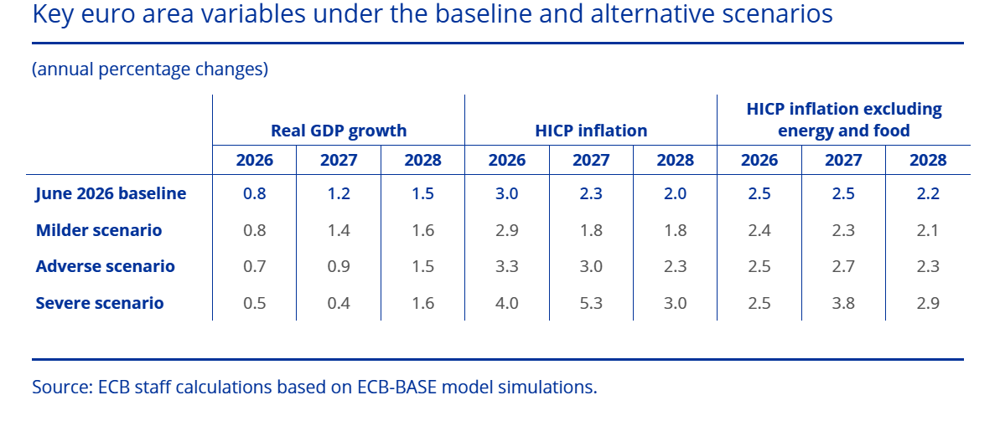 Key euro area variables under the baseline and alternative scenarios
(annual percentage changes)
Real GDP growth HICP inflation HICP inflation excluding energy and food
2026 2027 2028 2026 2027 2028 2026 2027 2028
June 2026 baseline 0.8 1.2 1.5 3.0 2.3 2.0 2.5 2.5 2.2
Milder scenario 0.8 1.4 1.6 2.9 1.8 1.8 2.4 2.3 2.1
Adverse scenario 0.7 0.9 1.5 3.3 3.0 2.3 2.5 2.7 2.3
Severe scenario 0.5 0.4 1.6 4.0 5.3 3.0 2.5 3.8 2.9
Source: ECB staff calculations based on ECB-BASE model simulations.